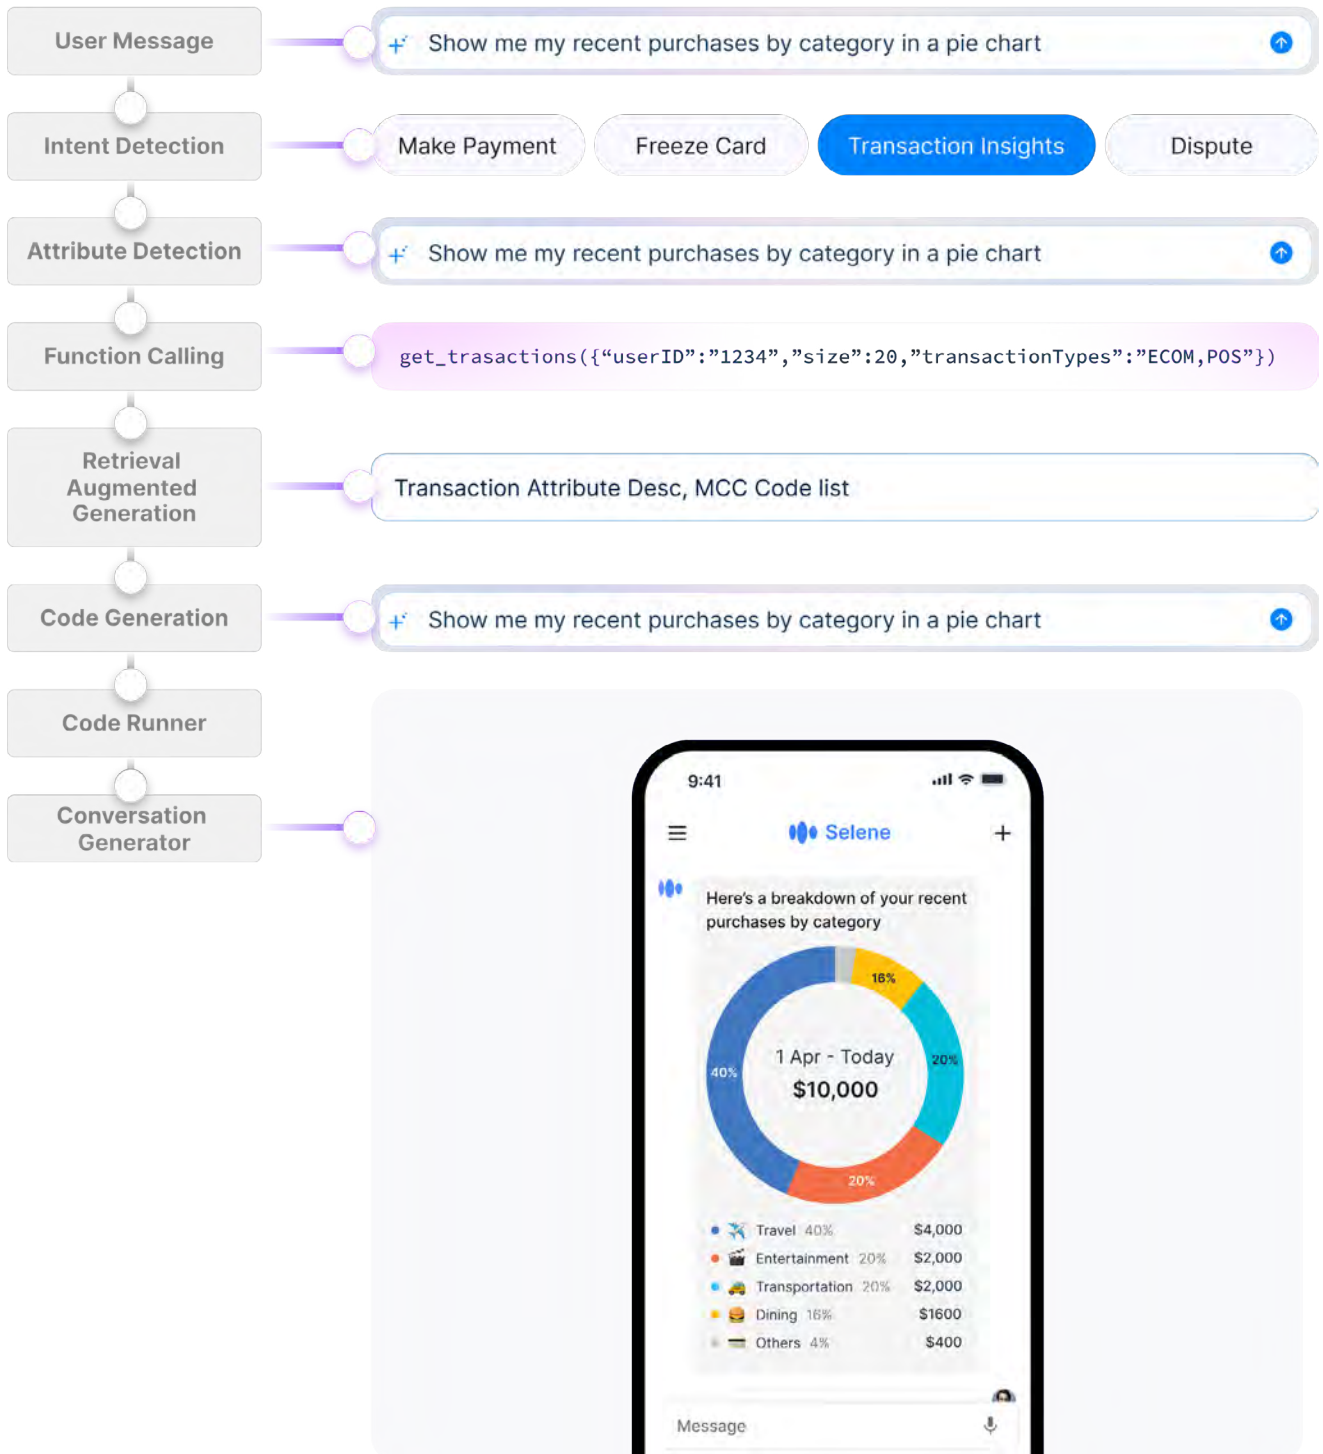 User Message
Show me my recent purchases by category in a pie chart
Intent Detection
Make Payment
Freeze Card
Transaction Insights
Dispute
Attribute Detection
Show me my recent purchases by category in a pie chart
Function Calling
get_trasactions({“userID”:”1234”,”size”:20,”transactionTypes”:”ECOM,POS”})
Retrieval
Augmented
Generation
Transaction Attribute Desc, MCC Code list
Code Generation
Show me my recent purchases by category in a pie chart
Code Runner
Conversation
Generator
9:41
Selene
Here’s a breakdown of your recent
purchases by category
16%
20%
40%
20%
1 Apr - Today
$10,000
Travel 40% $4,000
Entertainment 20% $2,000
Transportation 20% $2,000
Dining 16% $1600
Others 4% $400
Message